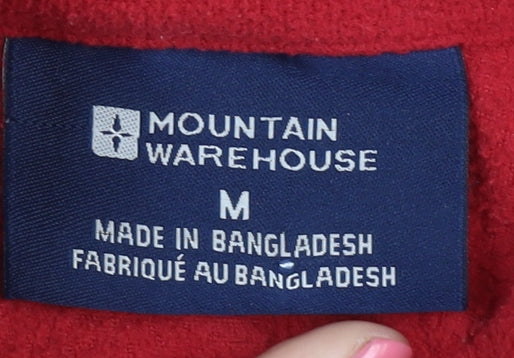 MOUNTAIN
WAREHOUSE
M
MADE IN BANGLADESH
FABRIQUÉ AU BANGLADESH